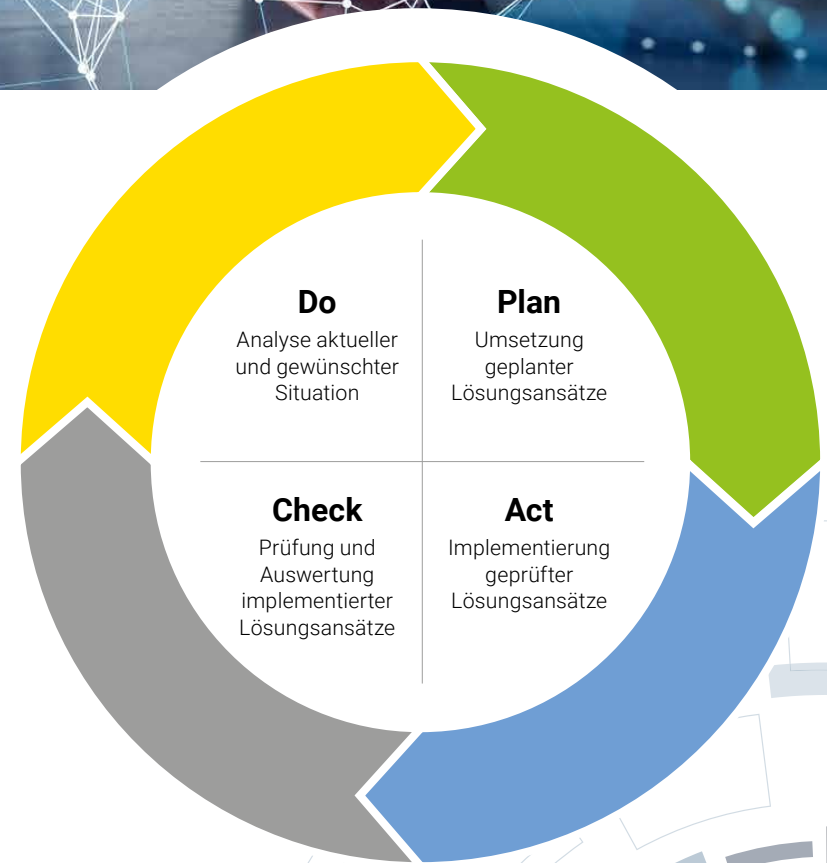 Do
Analyse aktueller
und gewünschter
Situation
Plan
Umsetzung
geplanter
Lösungsansätze
Check
Prüfung und
Auswertung
implementierter
Lösungsansätze
Act
Implementierung
geprüfter
Lösungsansätze